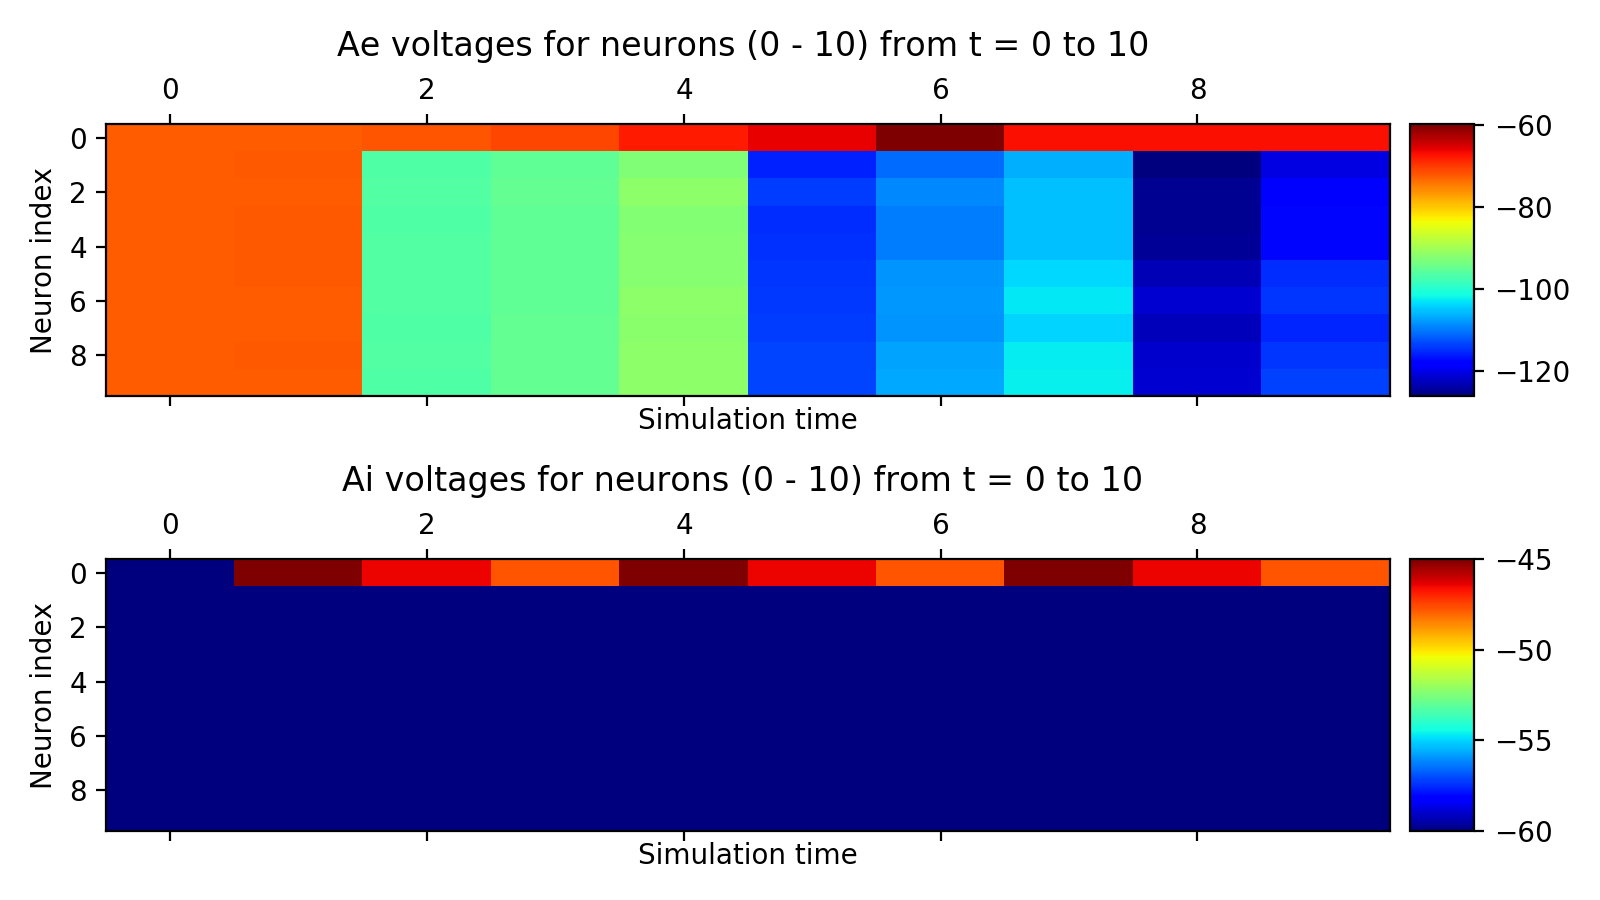 Ae voltages for neurons (0 - 10) from t = 0 to 10
0 2 4 6 8
Neuron index
0
2
4
6
8
−60
−80
−100
−120
Simulation time
Ai voltages for neurons (0 - 10) from t = 0 to 10
0 2 4 6 8
Neuron index
0
2
4
6
8
−45
−50
−55
−60
Simulation time